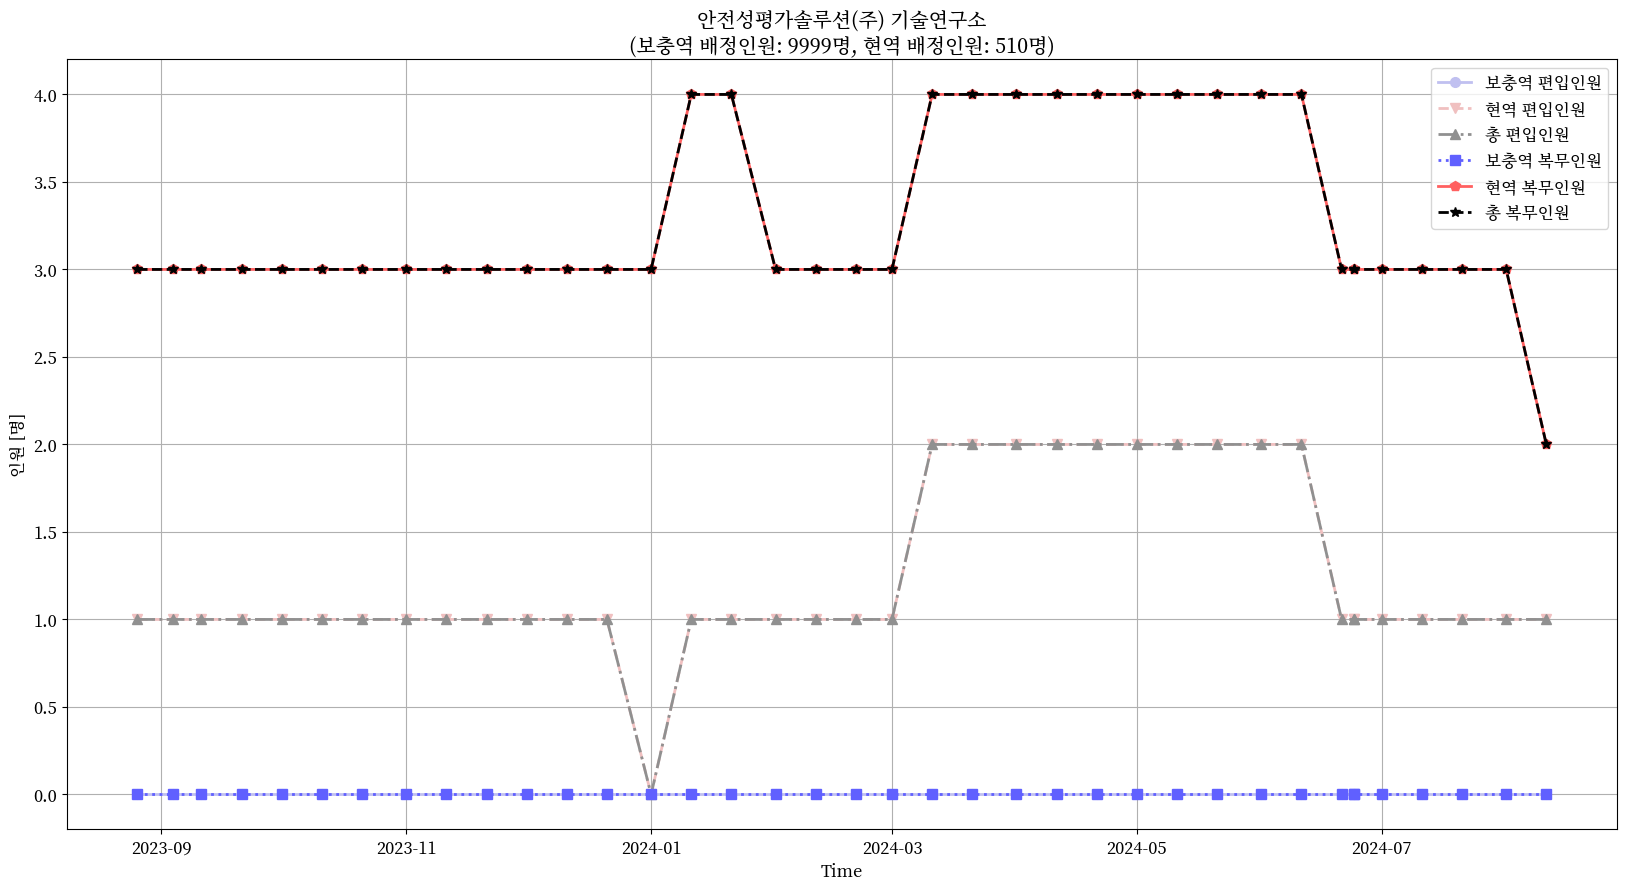 안전성평가솔루션(주) 기술연구소
(보충역 배정인원: 9999명, 현역 배정인원: 510명)
보충역 편입인원
현역 편입인원
총 편입인원
보충역 복무인원
현역 복무인원
총 복무인원
4.0
3.5
3.0
2.5
2.0
1.5
1.0
0.5
0.0
인원 [명]
2023-09
2023-11
2024-01
2024-03
2024-05
2024-07
Time